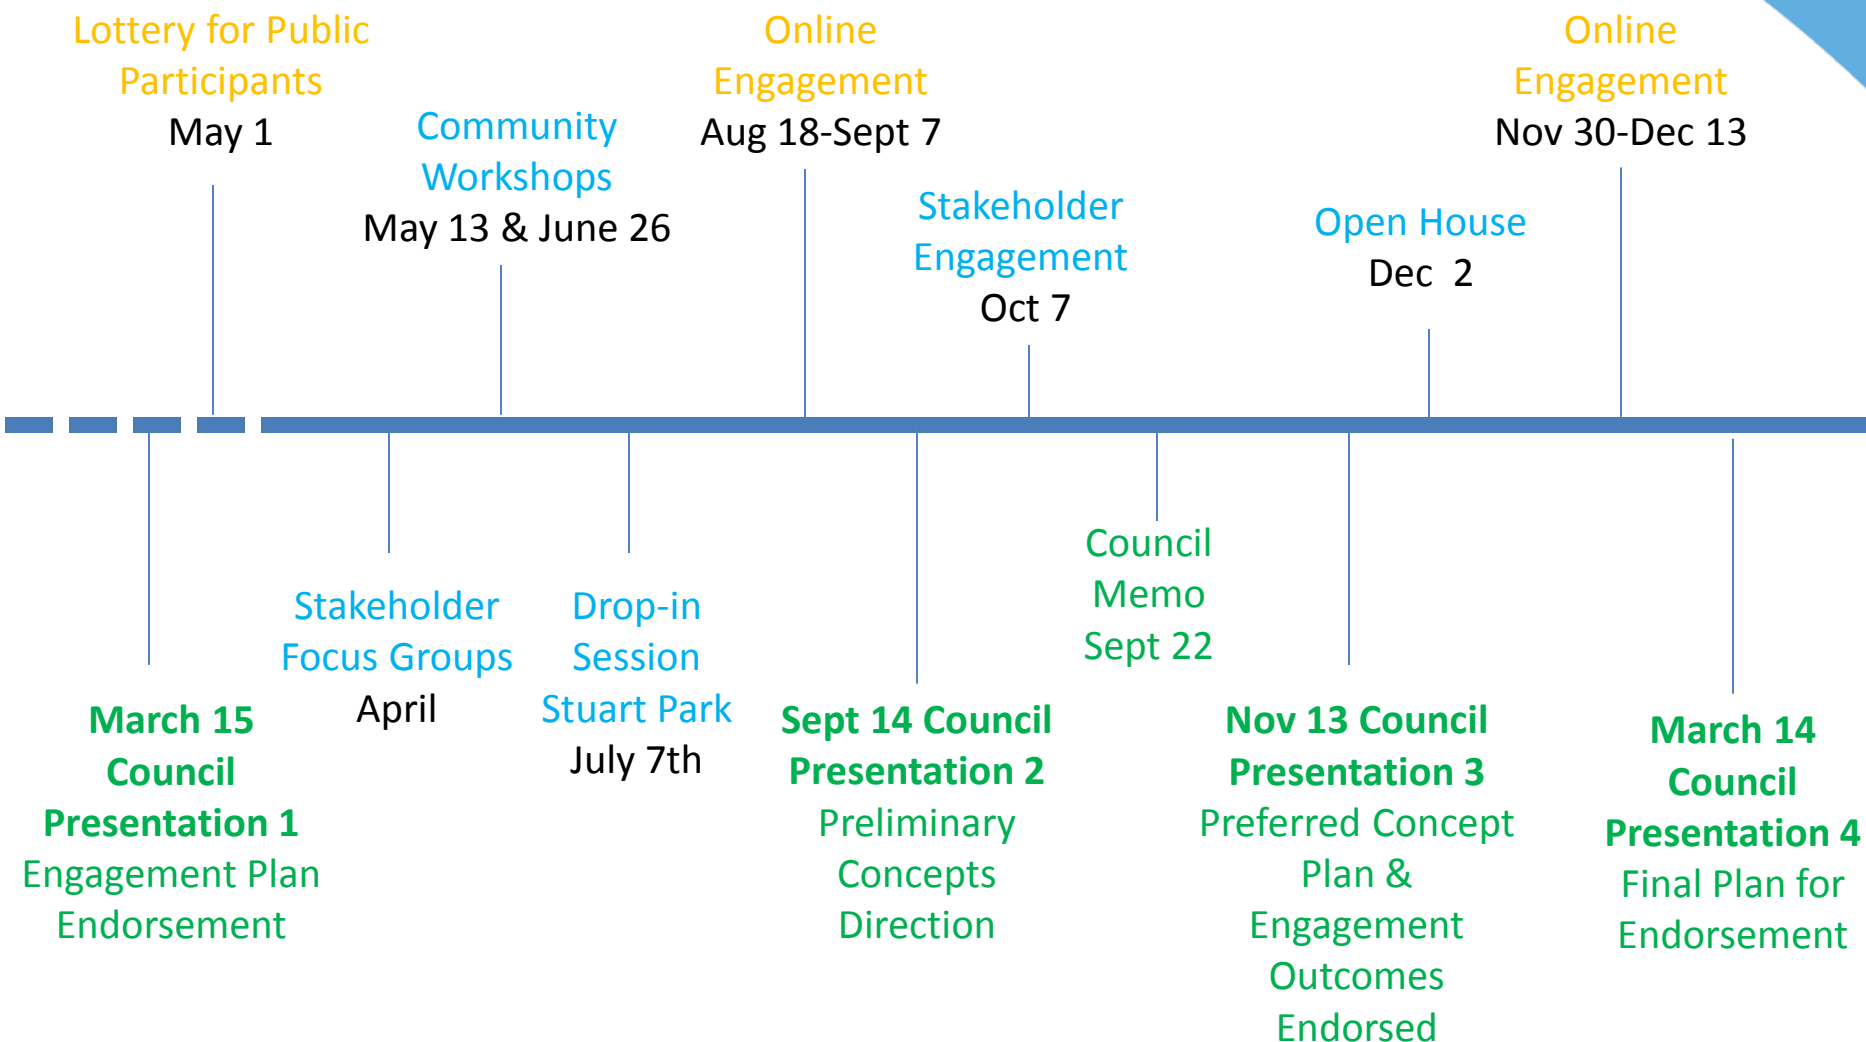 Lottery for Public
Participants
May 1
Community
Workshops
May 13 & June 26
Online
Engagement
Aug 18-Sept 7
Stakeholder
Engagement
Oct 7
Open House
Dec  2
Online
Engagement
Nov 30-Dec 13
March 15
Council
Presentation 1
Engagement Plan
Endorsement
Stakeholder
Focus Groups
April
Drop-in
Session
Stuart Park
July 7th
Sept 14 Council
Presentation 2
Preliminary
Concepts
Direction
Council
Memo
Sept 22
Nov 13 Council
Presentation 3
Preferred Concept
Plan &
Engagement
Outcomes
Endorsed
March 14
Council
Presentation 4
Final Plan for
Endorsement